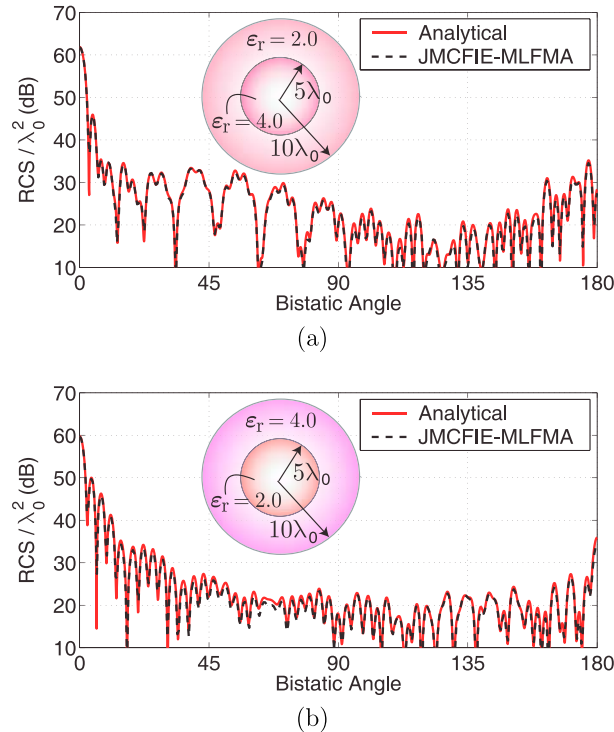 70
60
50
40
30
20
10
RCS / λ₀² (dB)
εᵣ = 2.0
5λ₀
εᵣ = 4.0
10λ₀
Analytical
JMCFIE-MLFMA
0
45
90
135
180
Bistatic Angle
(a)
70
60
50
40
30
20
10
RCS / λ₀² (dB)
εᵣ = 4.0
5λ₀
εᵣ = 2.0
10λ₀
Analytical
JMCFIE-MLFMA
0
45
90
135
180
Bistatic Angle
(b)